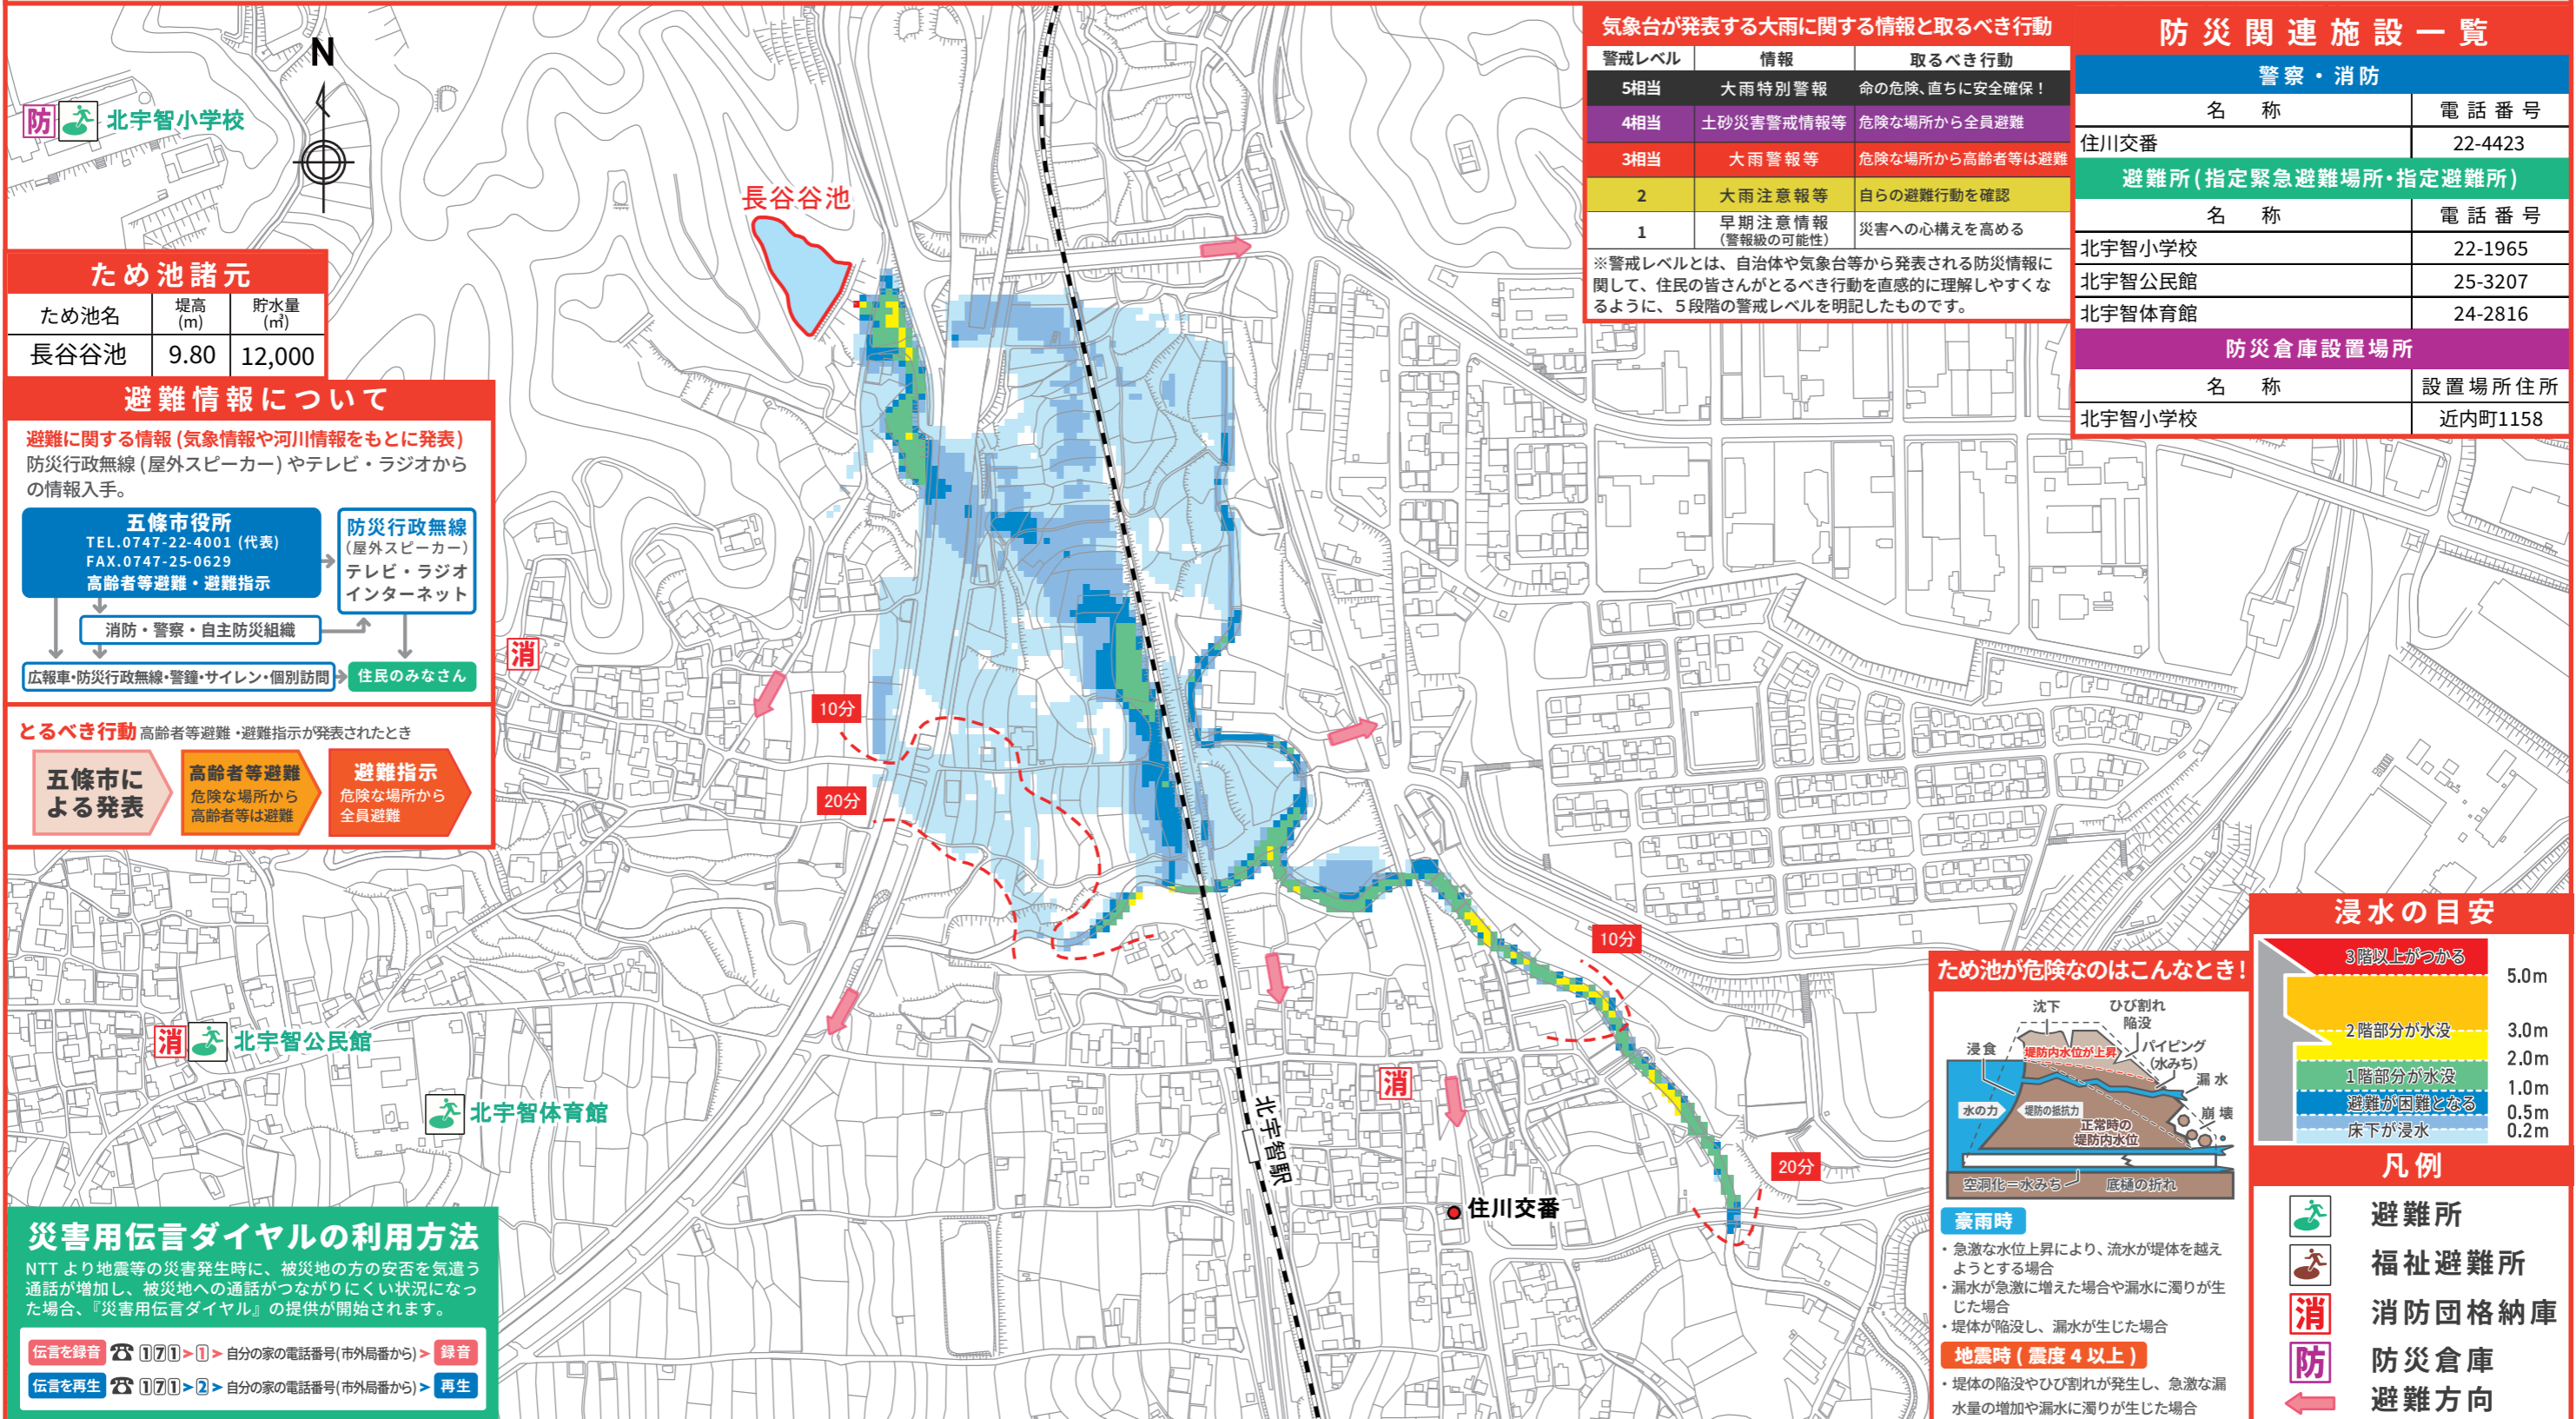 N
防
北宇智小学校
長谷谷池
ため池諸元
ため池名 堤高(m) 貯水量(㎥)
長谷谷池 9.80 12,000
避難情報について
避難に関する情報(気象情報や河川情報をもとに発表)
防災行政無線(屋外スピーカー)やテレビ・ラジオから
の情報入手。
五條市役所
TEL.0747-22-4001 (代表)
FAX.0747-25-0629
高齢者等避難・避難指示
防災行政無線
(屋外スピーカー)
テレビ・ラジオ
インターネット
消防・警察・自主防災組織
広報車・防災行政無線・警鐘・サイレン・個別訪問
住民のみなさん
とるべき行動 高齢者等避難・避難指示が発表されたとき
五條市に
よる発表
高齢者等避難
危険な場所から
高齢者等は避難
避難指示
危険な場所から
全員避難
消
10分
20分
消
北宇智公民館
北宇智体育館
北宇智駅
消
住川交番
10分
20分
災害用伝言ダイヤルの利用方法
NTTより地震等の災害発生時に、被災地の方の安否を気遣う
通話が増加し、被災地への通話がつながりにくい状況になっ
た場合、『災害用伝言ダイヤル』の提供が開始されます。
伝言を録音 ☎ 171>1> 自分の家の電話番号(市外局番から)> 録音
伝言を再生 ☎ 171>2> 自分の家の電話番号(市外局番から)> 再生
気象台が発表する大雨に関する情報と取るべき行動
警戒レベル 情報 取るべき行動
5相当 大雨特別警報 命の危険、直ちに安全確保！
4相当 土砂災害警戒情報等 危険な場所から全員避難
3相当 大雨警報等 危険な場所から高齢者等は避難
2 大雨注意報等 自らの避難行動を確認
1 早期注意情報(警報級の可能性) 災害への心構えを高める
※警戒レベルとは、自治体や気象台等から発表される防災情報に
関して、住民の皆さんがとるべき行動を直感的に理解しやすくな
るように、５段階の警戒レベルを明記したものです。
防災関連施設一覧
警察・消防
名 称 電話番号
住川交番 22-4423
避難所(指定緊急避難場所・指定避難所)
名 称 電話番号
北宇智小学校 22-1965
北宇智公民館 25-3207
北宇智体育館 24-2816
防災倉庫設置場所
名 称 設置場所住所
北宇智小学校 近内町1158
ため池が危険なのはこんなとき！
沈下
ひび割れ
陥没
浸食
堤防内水位が上昇
パイピング
(水みち)
漏水
水の力
堤防の抵抗力
崩壊
正常時の
堤防内水位
空洞化＝水みち
底樋の折れ
豪雨時
・急激な水位上昇により、流水が堤体を越え
ようとする場合
・漏水が急激に増えた場合や漏水に濁りが生
じた場合
・堤体が陥没し、漏水が生じた場合
地震時(震度4以上)
・堤体の陥没やひび割れが発生し、急激な漏
水量の増加や漏水に濁りが生じた場合
浸水の目安
3階以上がつかる
5.0m
2階部分が水没
3.0m
2.0m
1階部分が水没
1.0m
避難が困難となる
0.5m
床下が浸水
0.2m
凡例
避難所
福祉避難所
消 消防団格納庫
防 防災倉庫
避難方向